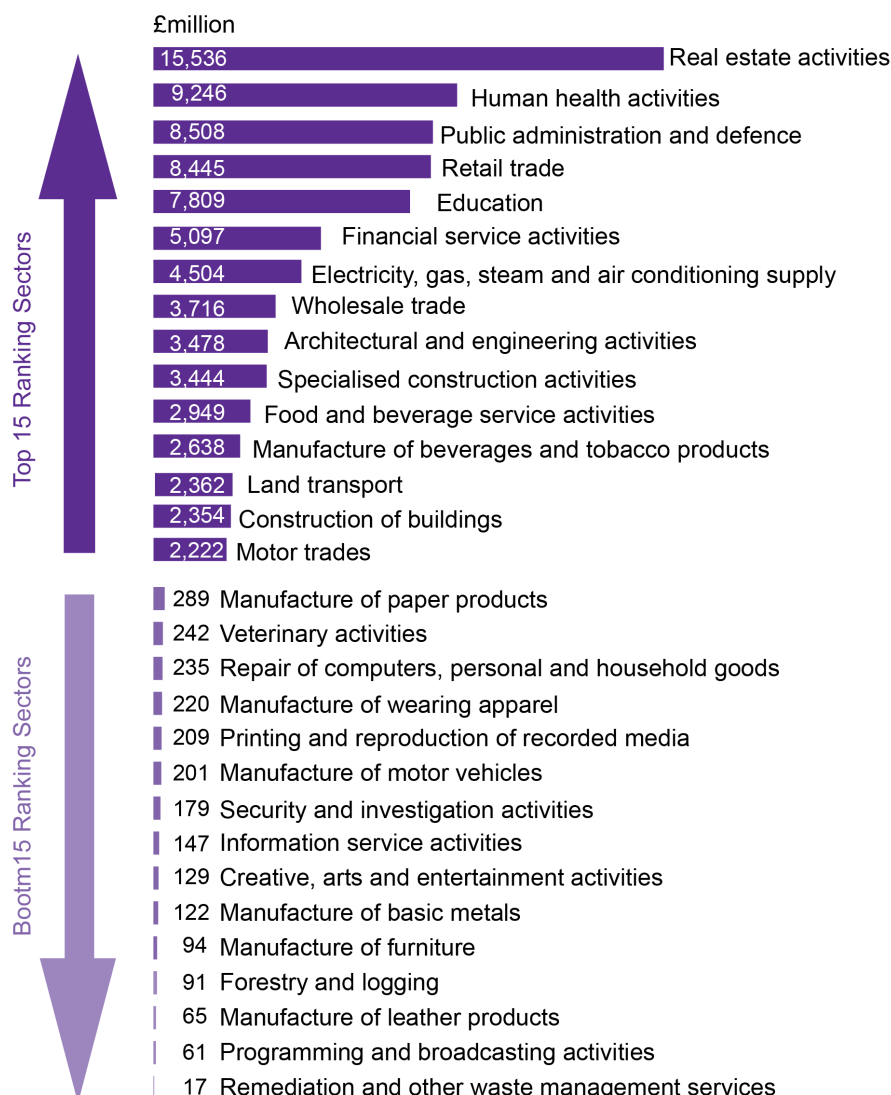 £million
15,536 Real estate activities
9,246 Human health activities
8,508 Public administration and defence
8,445 Retail trade
7,809 Education
5,097 Financial service activities
4,504 Electricity, gas, steam and air conditioning supply
3,716 Wholesale trade
3,478 Architectural and engineering activities
3,444 Specialised construction activities
2,949 Food and beverage service activities
2,638 Manufacture of beverages and tobacco products
2,362 Land transport
2,354 Construction of buildings
2,222 Motor trades
Top 15 Ranking Sectors
289 Manufacture of paper products
242 Veterinary activities
235 Repair of computers, personal and household goods
220 Manufacture of wearing apparel
209 Printing and reproduction of recorded media
201 Manufacture of motor vehicles
179 Security and investigation activities
147 Information service activities
129 Creative, arts and entertainment activities
122 Manufacture of basic metals
94 Manufacture of furniture
91 Forestry and logging
65 Manufacture of leather products
61 Programming and broadcasting activities
17 Remediation and other waste management services
Bootm15 Ranking Sectors